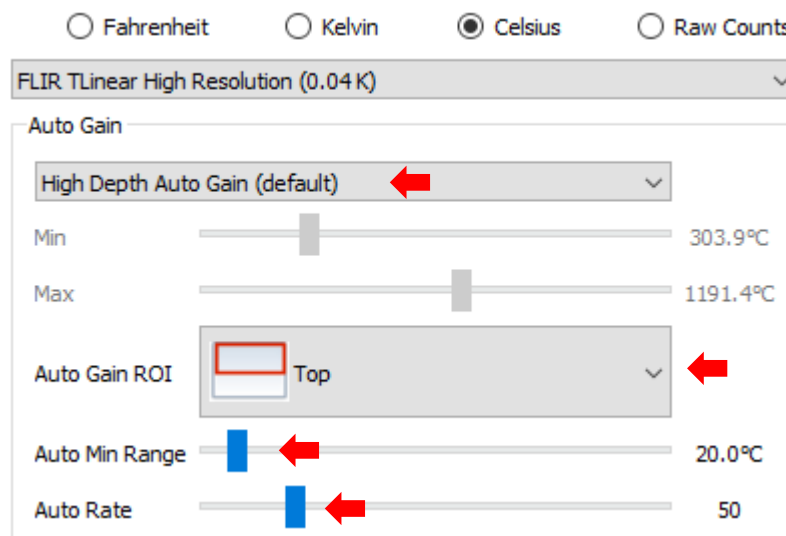 Fahrenheit Kelvin Celsius Raw Counts
FLIR TLinear High Resolution (0.04 K)
Auto Gain
High Depth Auto Gain (default)
Min 303.9°C
Max 1191.4°C
Auto Gain ROI Top
Auto Min Range 20.0°C
Auto Rate 50